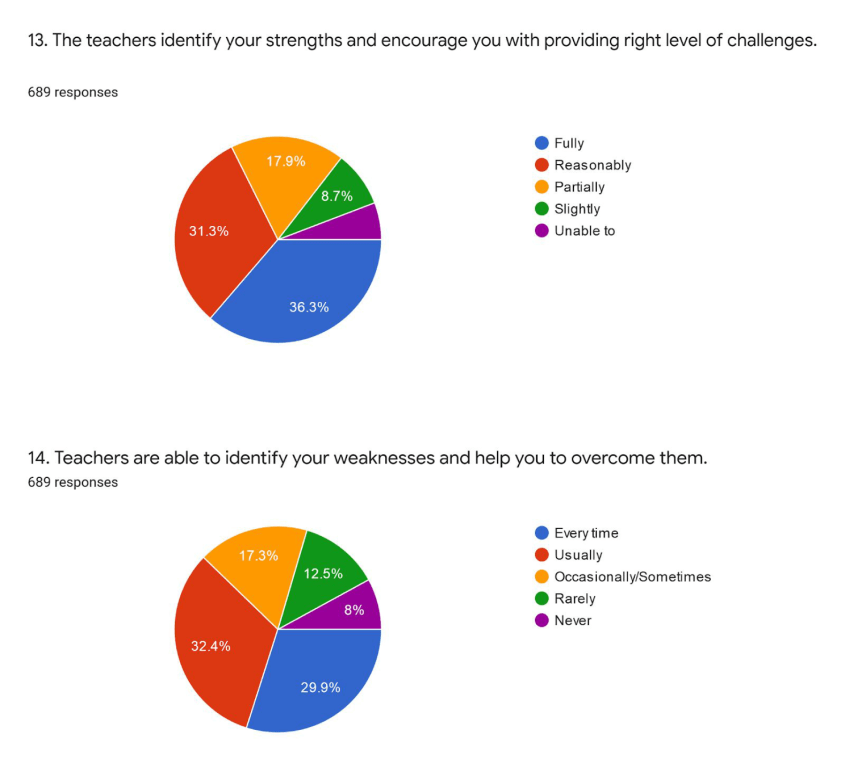 13. The teachers identify your strengths and encourage you with providing right level of challenges.
689 responses
17.9%
8.7%
31.3%
36.3%
Fully
Reasonably
Partially
Slightly
Unable to
14. Teachers are able to identify your weaknesses and help you to overcome them.
689 responses
17.3%
12.5%
8%
32.4%
29.9%
Every time
Usually
Occasionally/Sometimes
Rarely
Never